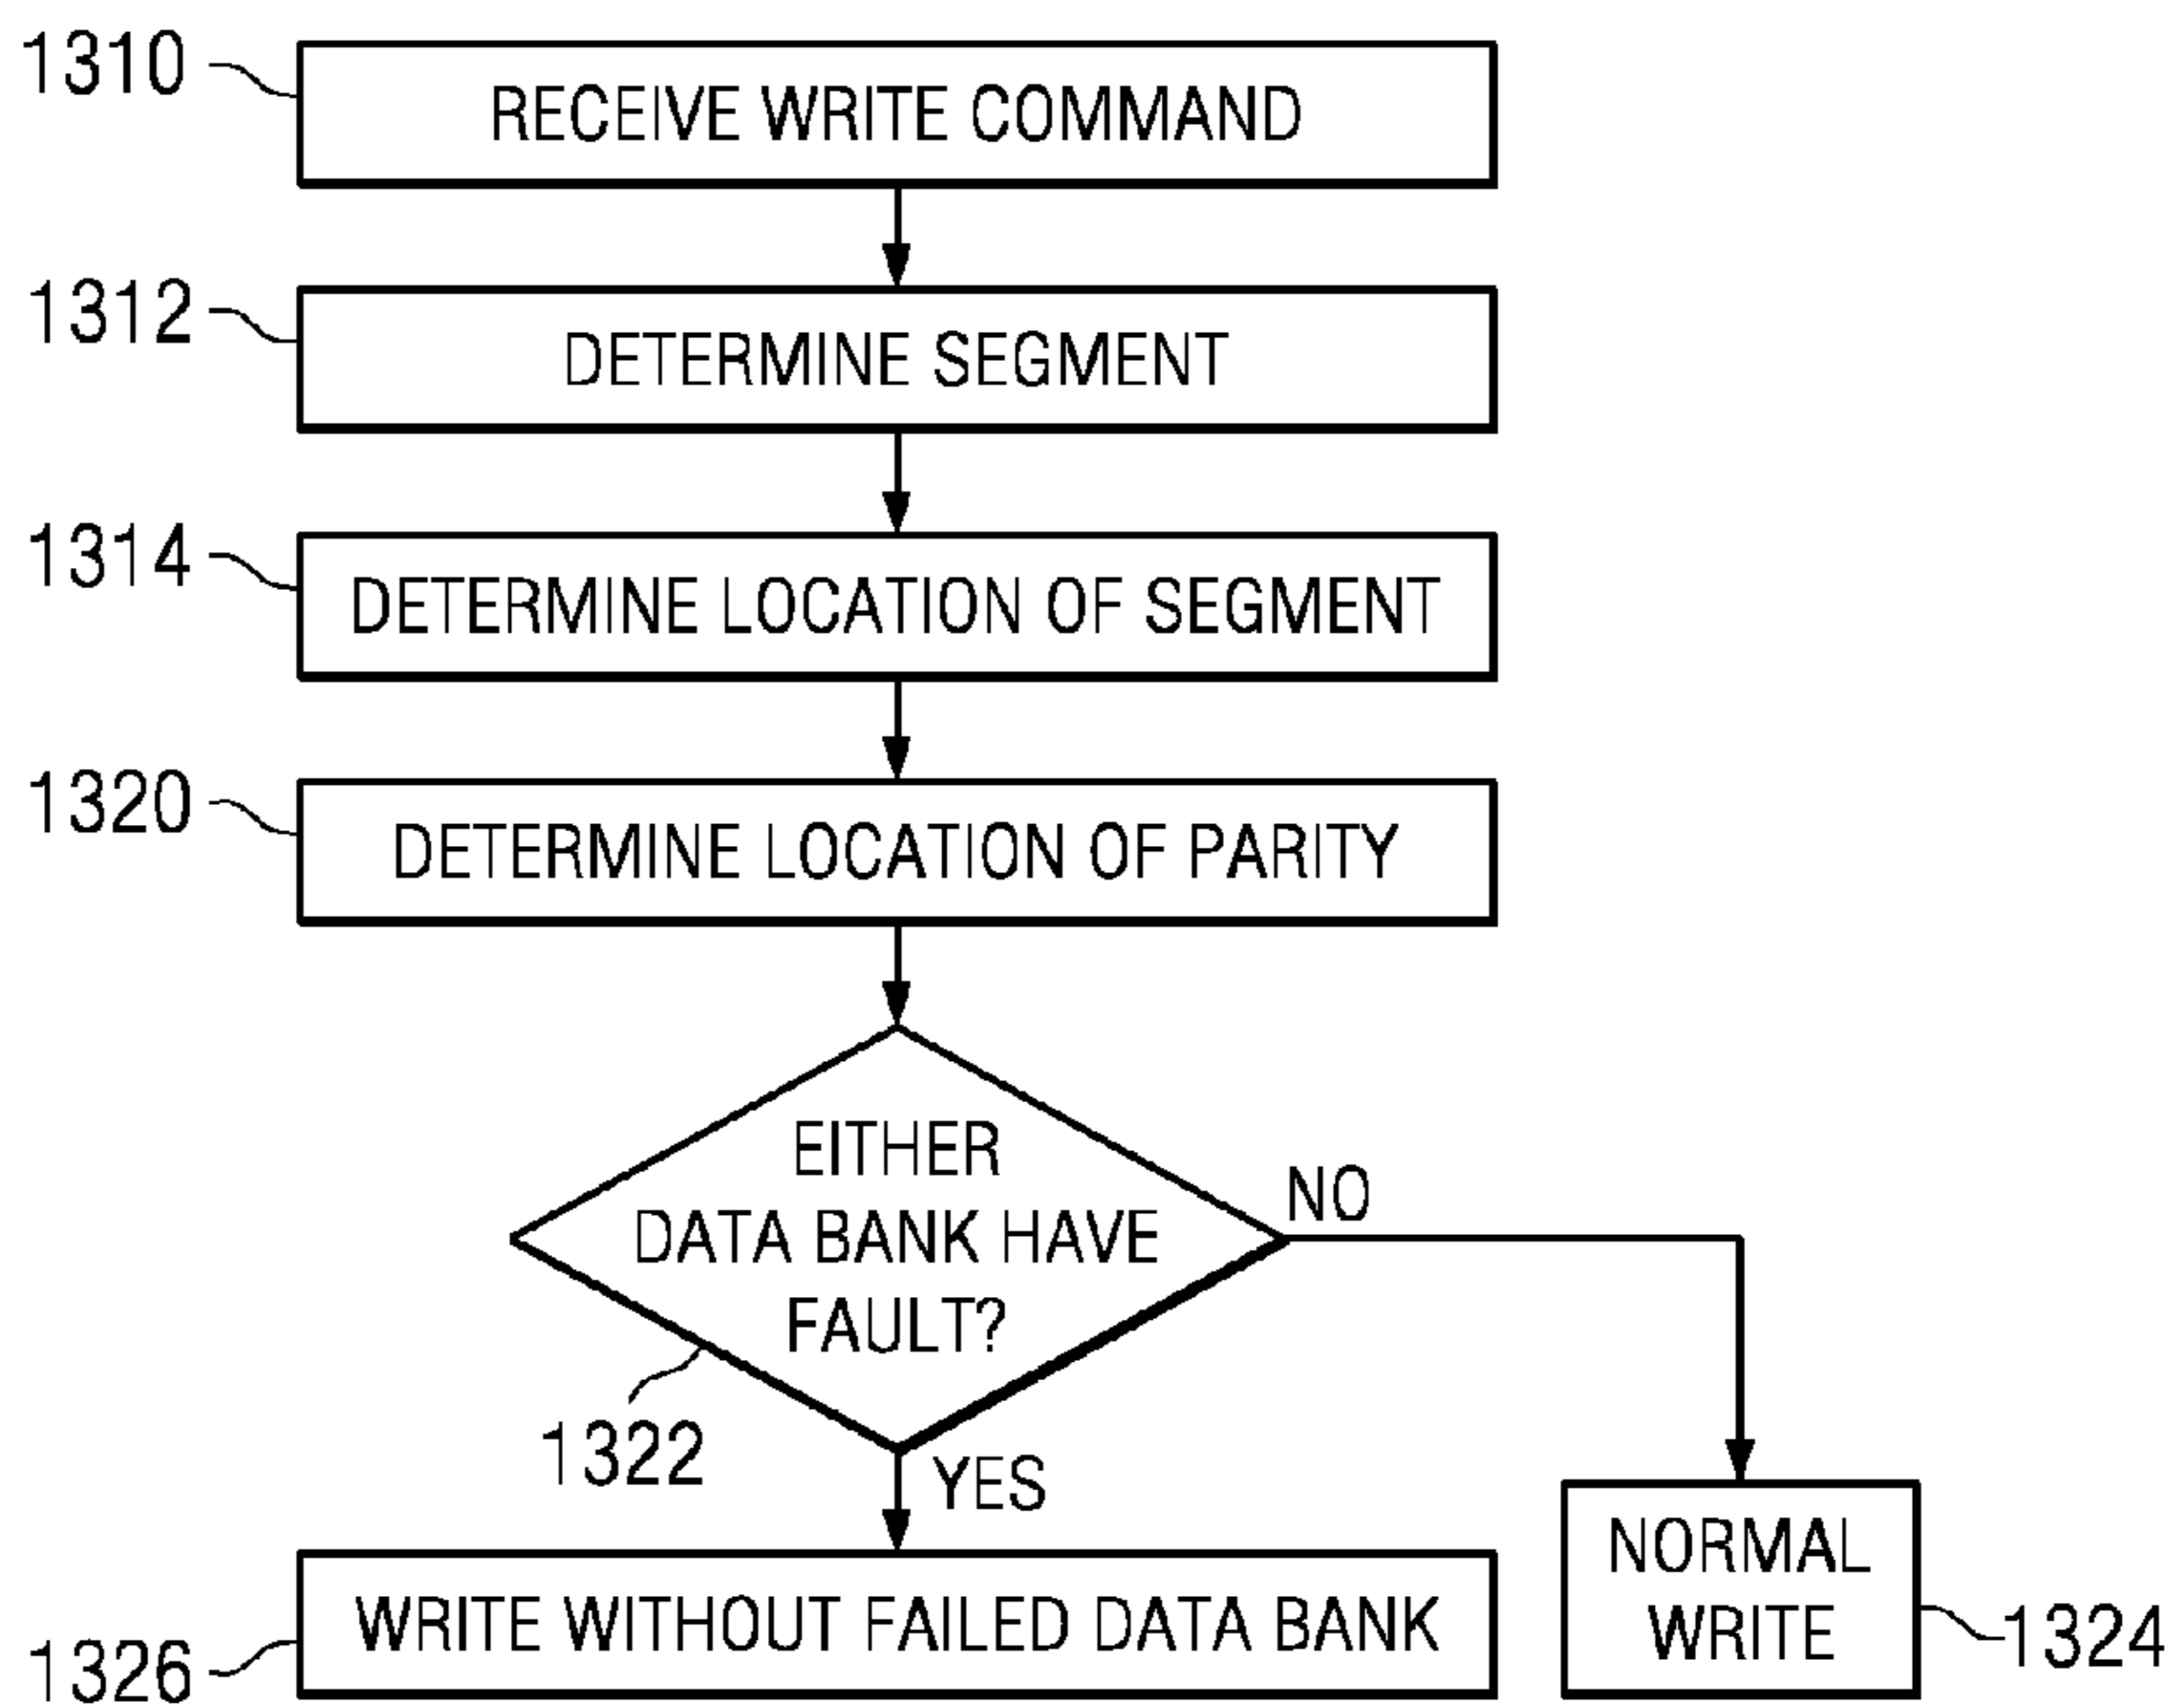 1310
RECEIVE WRITE COMMAND
1312
DETERMINE SEGMENT
1314
DETERMINE LOCATION OF SEGMENT
1320
DETERMINE LOCATION OF PARITY
EITHER
DATA BANK HAVE
FAULT?
NO
1322
YES
NORMAL
WRITE
1324
WRITE WITHOUT FAILED DATA BANK
1326